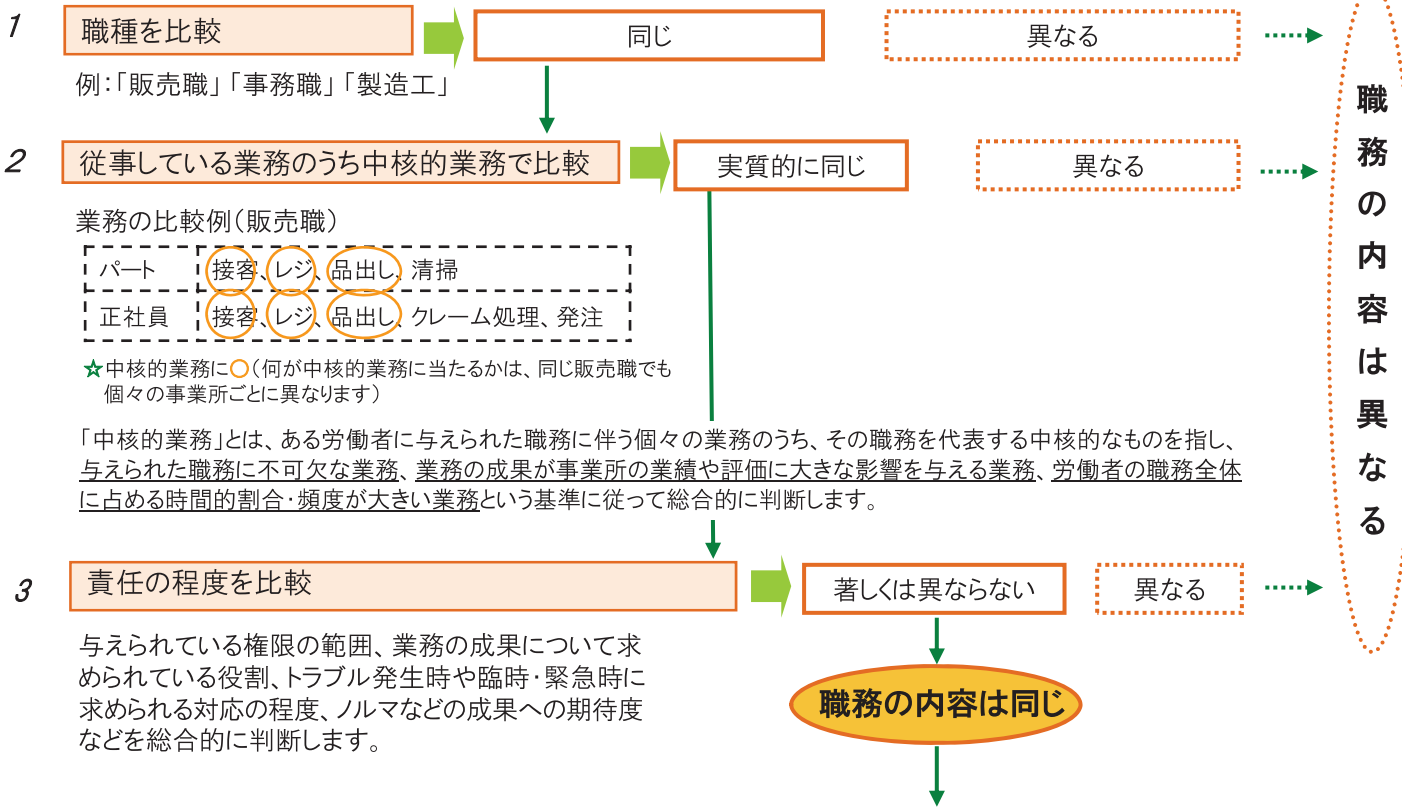 1 職種を比較 同じ 異なる
例:「販売職」「事務職」「製造工」
2 従事している業務のうち中核的業務で比較 実質的に同じ 異なる
業務の比較例(販売職)
パート 接客、レジ、品出し、清掃
正社員 接客、レジ、品出し、クレーム処理、発注
☆中核的業務に○(何が中核的業務に当たるかは、同じ販売職でも
個々の事業所ごとに異なります)
「中核的業務」とは、ある労働者に与えられた職務に伴う個々の業務のうち、その職務を代表する中核的なものを指し、
与えられた職務に不可欠な業務、業務の成果が事業所の業績や評価に大きな影響を与える業務、労働者の職務全体
に占める時間的割合・頻度が大きい業務という基準に従って総合的に判断します。
3 責任の程度を比較 著しくは異ならない 異なる
与えられている権限の範囲、業務の成果について求
められている役割、トラブル発生時や臨時・緊急時に
求められる対応の程度、ノルマなどの成果への期待度
などを総合的に判断します。
職務の内容は同じ
職務の内容は異なる